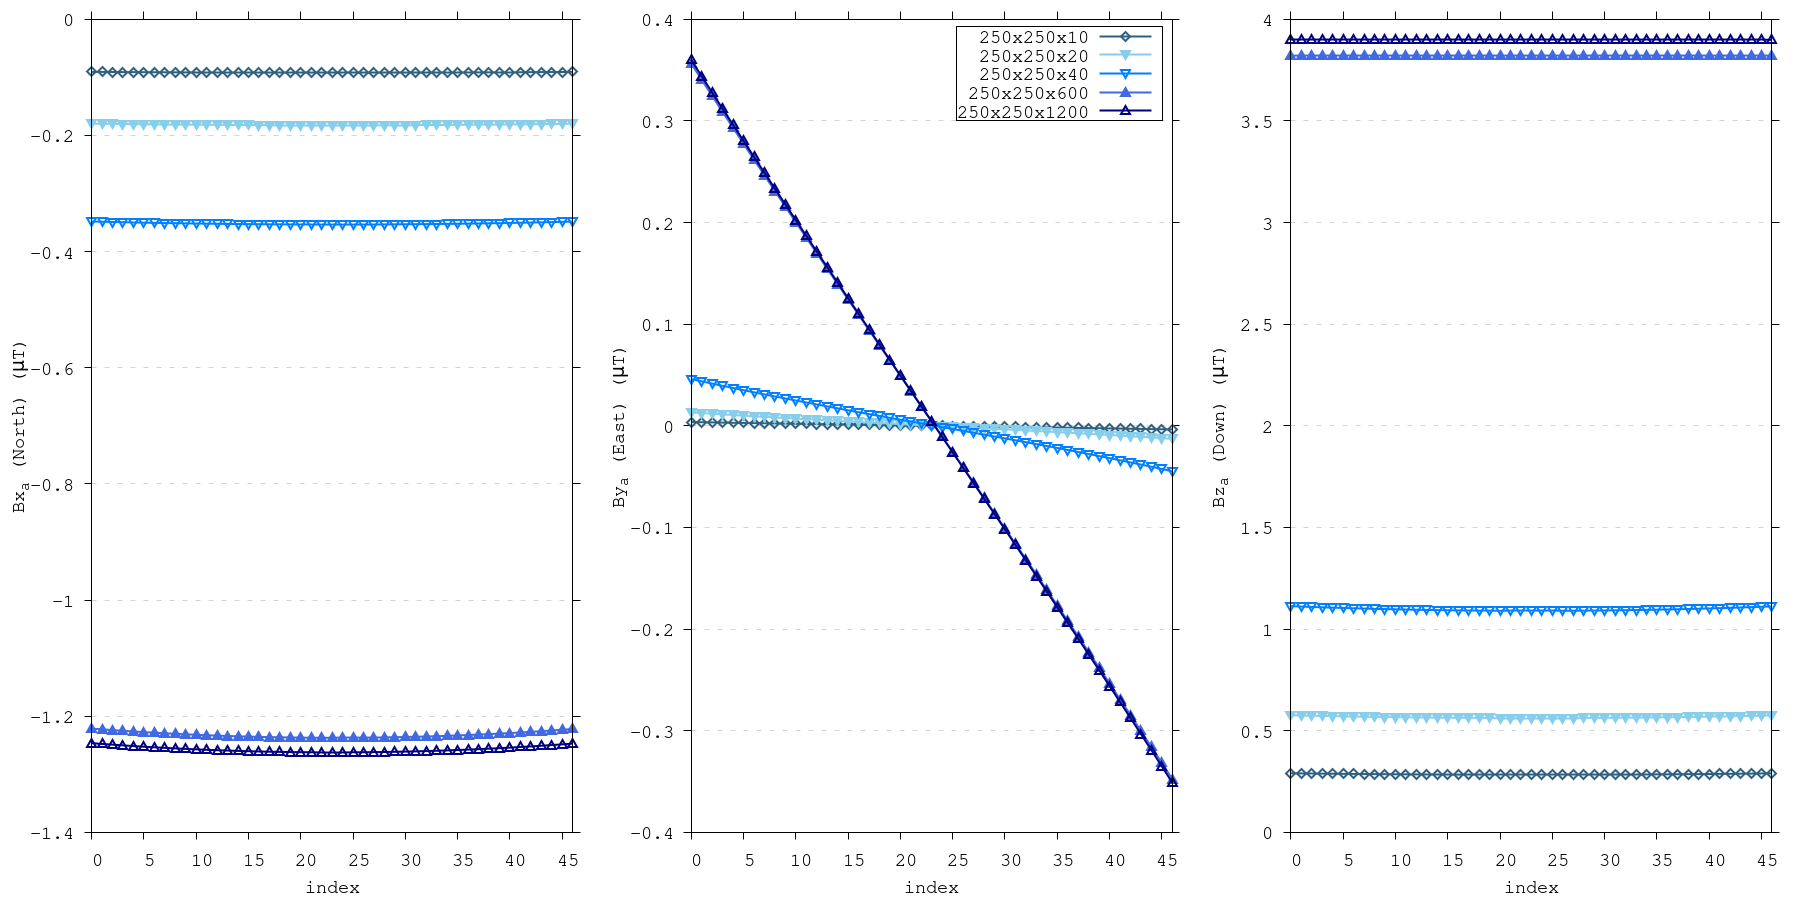 0
-0.2
-0.4
-0.6
-0.8
-1
-1.2
-1.4
0 5 10 15 20 25 30 35 40 45
index
Bxa (North) (μT)
0.4
0.3
0.2
0.1
0
-0.1
-0.2
-0.3
-0.4
0 5 10 15 20 25 30 35 40 45
index
Bya (East) (μT)
250x250x10
250x250x20
250x250x40
250x250x600
250x250x1200
4
3.5
3
2.5
2
1.5
1
0.5
0
0 5 10 15 20 25 30 35 40 45
index
Bza (Down) (μT)